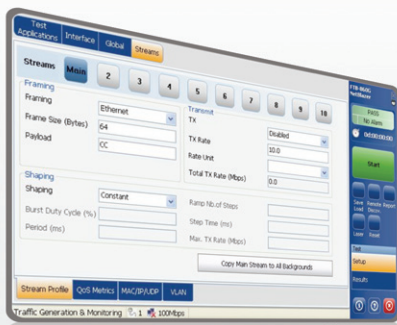 Test Applications
Interface
Global
Streams
Streams
Main
2
3
4
5
6
7
8
9
10
Framing
Framing
Ethernet
Frame Size (Bytes)
64
Payload
CC
Transmit
TX
Disabled
TX Rate
10.0
Rate Unit
Total TX Rate (Mbps)
0.0
Shaping
Shaping
Constant
Burst Duty Cycle (%)
Period (ms)
Ramp Nb.of Steps
Step Time (ms)
Max. TX Rate (Mbps)
Copy Main Stream to All Backgrounds
Stream Profile
QoS Metrics
MAC/IP/UDP
VLAN
Traffic Generation & Monitoring
1
100Mbps
No Alarm
00:00:00:00
Start
Save
Load
Remote
Report
Laser
Reset
Test
Setup
Results